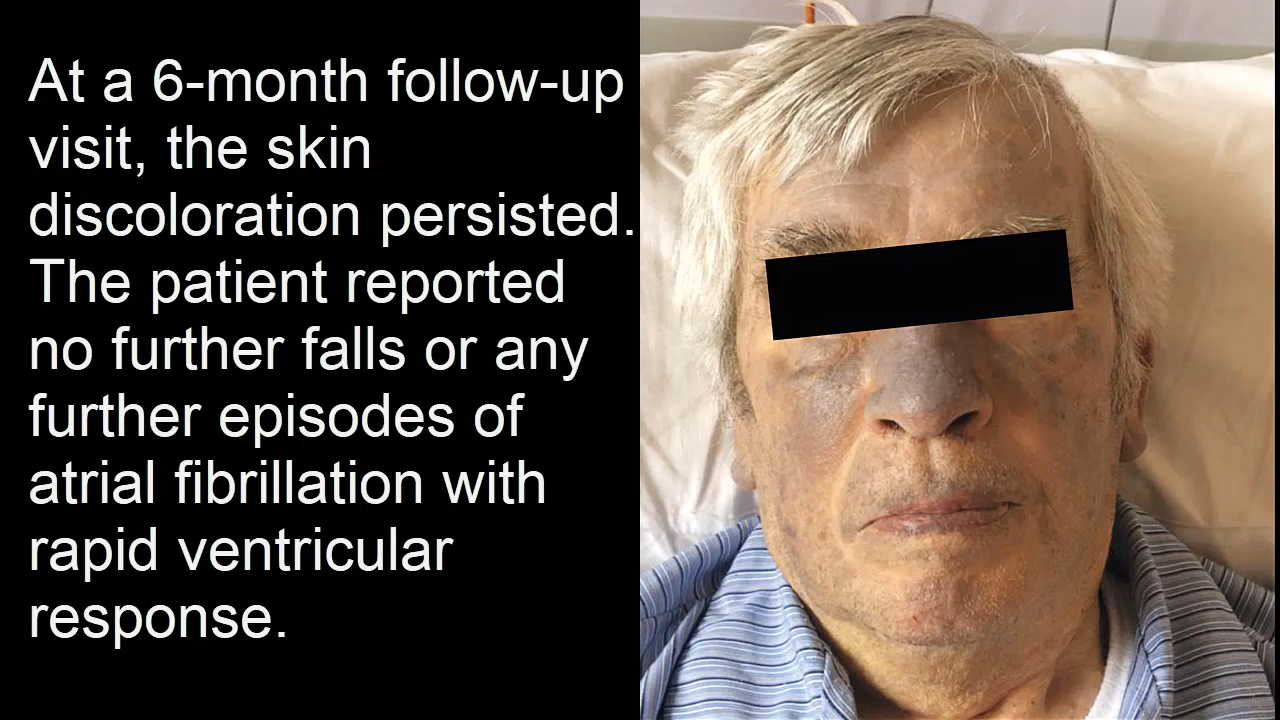 At a 6-month follow-up
visit, the skin
discoloration persisted.
The patient reported
no further falls or any
further episodes of
atrial fibrillation with
rapid ventricular
response.